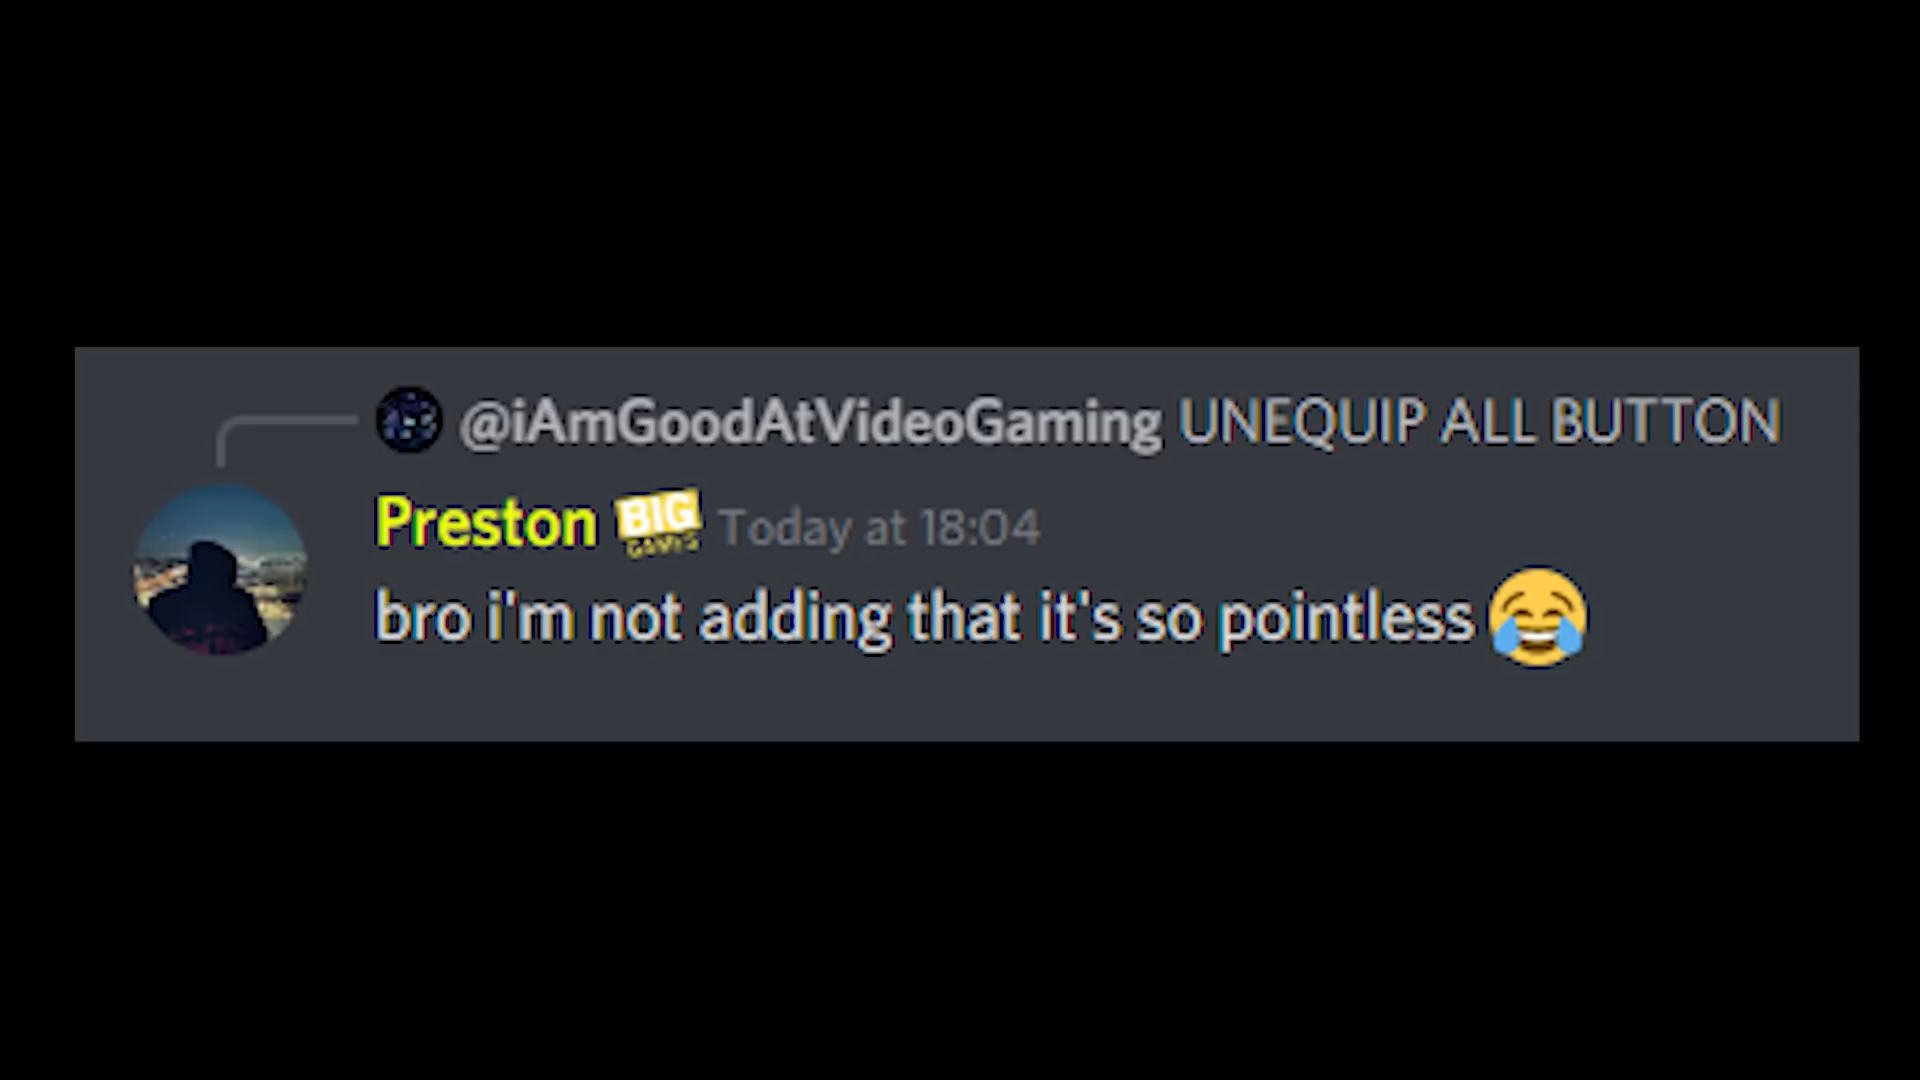 @iAmGoodAtVideoGaming UNEQUIP ALL BUTTON
Preston BIG GAMES Today at 18:04
bro i'm not adding that it's so pointless 😂